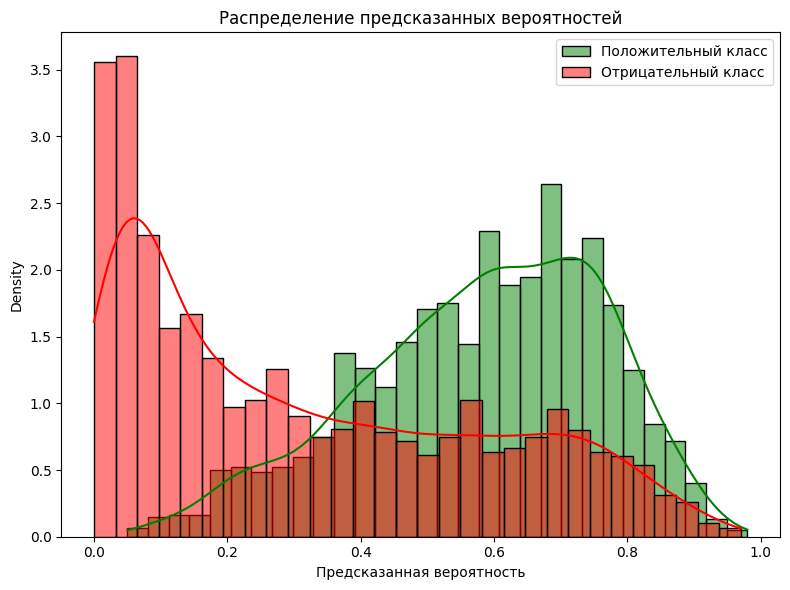 Распределение предсказанных вероятностей
Положительный класс
Отрицательный класс
Density
3.5
3.0
2.5
2.0
1.5
1.0
0.5
0.0
0.0 0.2 0.4 0.6 0.8 1.0
Предсказанная вероятность